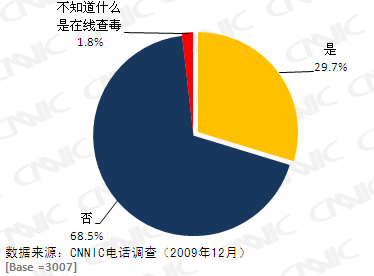 不知道什么
是在线查毒
1.8%
是
29.7%
否
68.5%
数据来源：CNNIC电话调查（2009年12月）
[Base =3007]